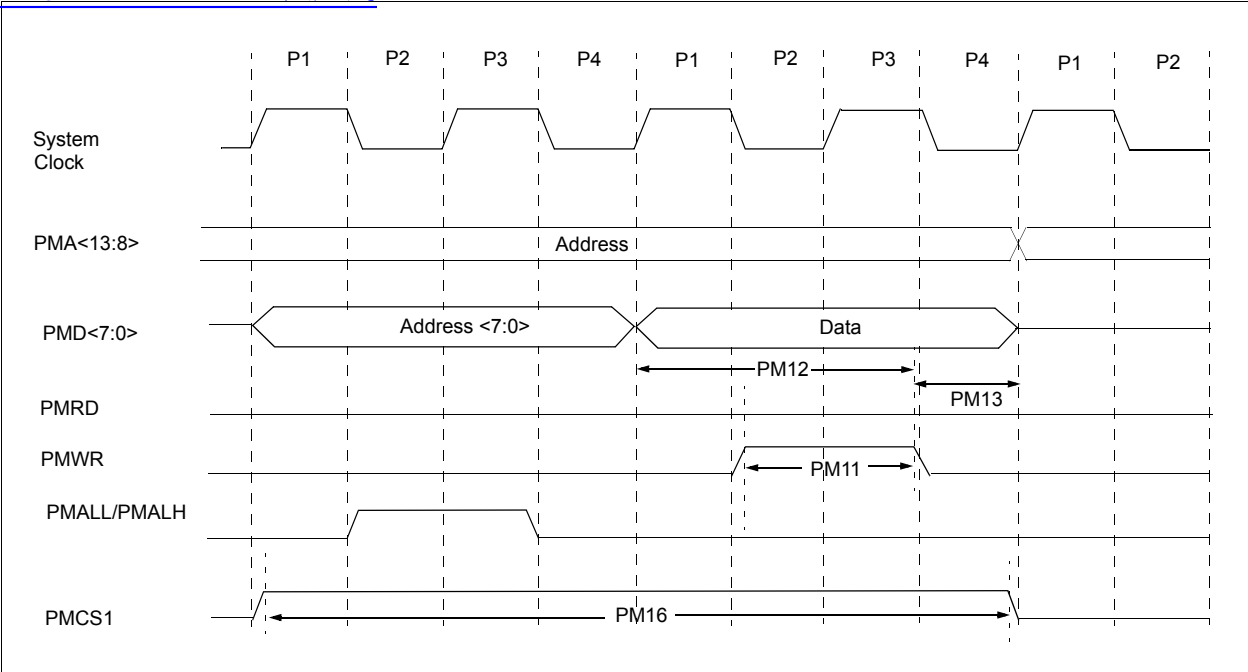 P1 P2 P3 P4 P1 P2 P3 P4 P1 P2
System
Clock
PMA<13:8>
Address
PMD<7:0>
Address <7:0>
Data
PM12
PM13
PMRD
PMWR
PM11
PMALL/PMALH
PMCS1
PM16